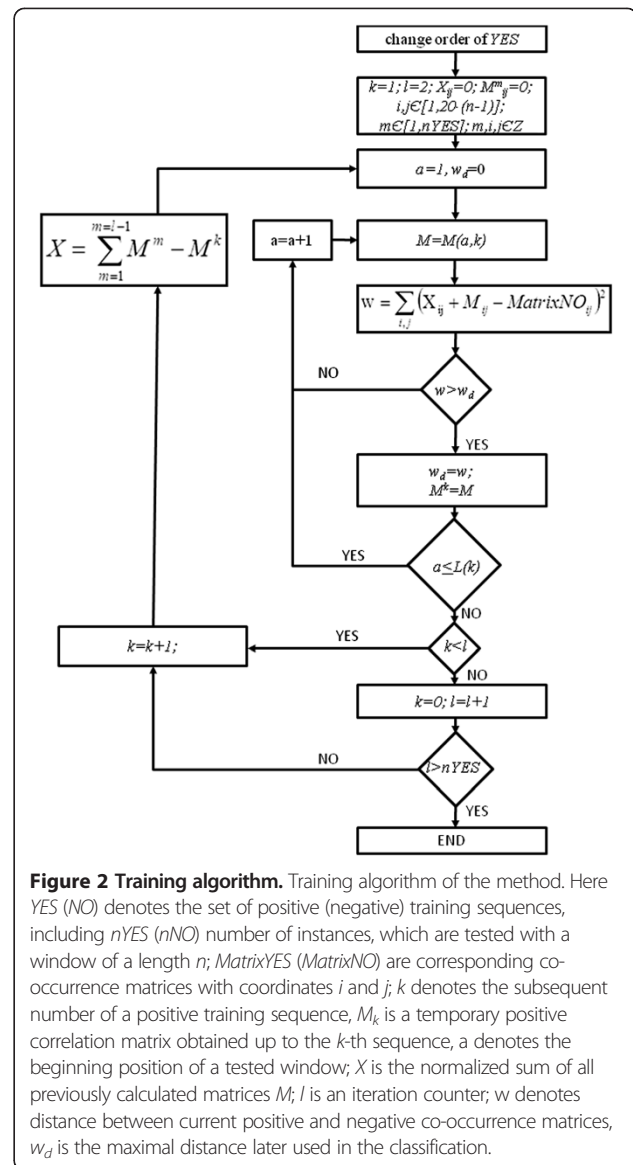 change order of YES
k=1; l=2; X_ij=0; M^m_ij=0;
i,jЄ[1,20·(n-1)];
mЄ[1,nYES]; m,i,jЄZ
a=1, w_d=0
X = \sum_{m=1}^{m=l-1} M^m − M^k
a=a+1
M=M(a,k)
w = \sum_{i,j} (X_ij + M_ij − MatrixNO_ij)^2
NO
w>w_d
YES
w_d=w;
M^k=M
YES
a≤L(k)
NO
k=k+1;
YES
k<l
NO
k=0; l=l+1
NO
l>nYES
YES
END
Figure 2 Training algorithm. Training algorithm of the method. Here
YES (NO) denotes the set of positive (negative) training sequences,
including nYES (nNO) number of instances, which are tested with a
window of a length n; MatrixYES (MatrixNO) are corresponding co-
occurrence matrices with coordinates i and j; k denotes the subsequent
number of a positive training sequence, M_k is a temporary positive
correlation matrix obtained up to the k-th sequence, a denotes the
beginning position of a tested window; X is the normalized sum of all
previously calculated matrices M; l is an iteration counter; w denotes
distance between current positive and negative co-occurrence matrices,
w_d is the maximal distance later used in the classification.